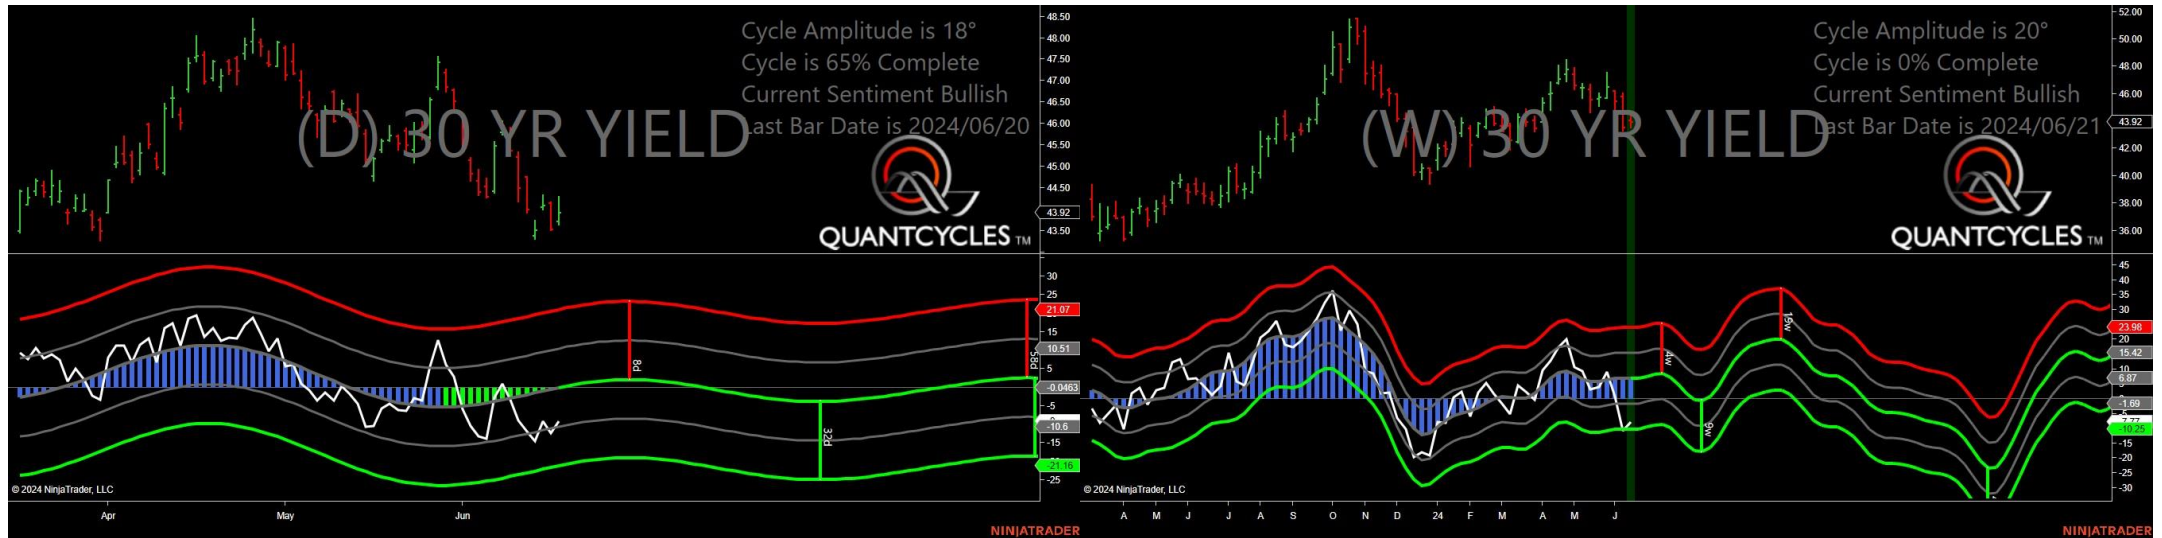 Cycle Amplitude is 18°
Cycle is 65% Complete
Current Sentiment Bullish
Last Bar Date is 2024/06/20
(D) 30 YR YIELD
QUANTCYCLES TM
48.50
48.00
47.50
47.00
46.50
46.00
45.50
45.00
44.50
43.92
43.50
30
25
21.07
15
10.51
5
-0.0463
-5
-10.6
-15
-21.16
-25
8d
32d
58d
© 2024 NinjaTrader, LLC
Apr May Jun
NINJATRADER
Cycle Amplitude is 20°
Cycle is 0% Complete
Current Sentiment Bullish
Last Bar Date is 2024/06/21
(W) 30 YR YIELD
QUANTCYCLES TM
52.00
50.00
48.00
46.00
43.92
42.00
40.00
38.00
36.00
45
40
35
30
23.98
20
15.42
10
6.87
-1.69
-10.25
-15
-20
-25
-30
4w
9w
19w
© 2024 NinjaTrader, LLC
A M J J A S O N D 24 F M A M J
NINJATRADER